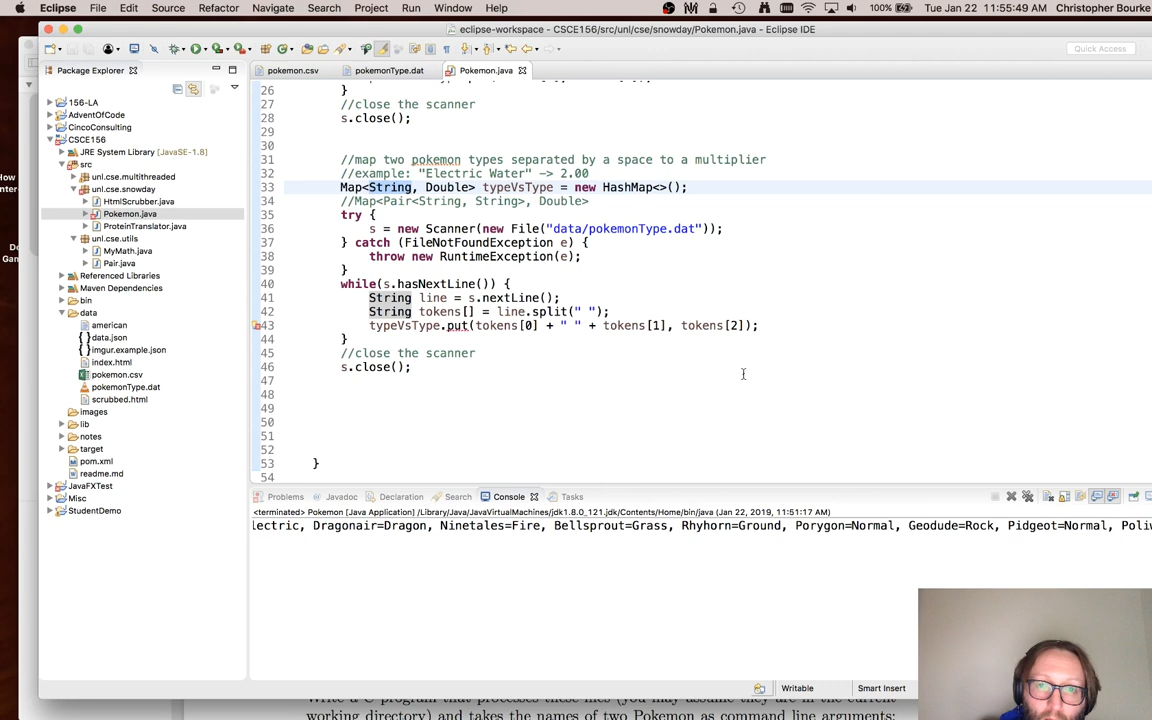 Eclipse File Edit Source Refactor Navigate Search Project Run Window Help 100% Tue Jan 22 11:55:49 AM Christopher Bourke
eclipse-workspace - CSCE156/src/unl/cse/snowday/Pokemon.java - Eclipse IDE
Quick Access
Package Explorer pokemon.csv pokemonType.dat Pokemon.java
156-LA
AdventOfCode
CincoConsulting
CSCE156
JRE System Library [JavaSE-1.8]
src
unl.cse.multithreaded
unl.cse.snowday
HtmlScrubber.java
Pokemon.java
ProteinTranslator.java
unl.cse.utils
MyMath.java
Pair.java
Referenced Libraries
Maven Dependencies
bin
data
american
data.json
imgur.example.json
index.html
pokemon.csv
pokemonType.dat
scrubbed.html
images
lib
notes
target
pom.xml
readme.md
JavaFXTest
Misc
StudentDemo
26 }
27 //close the scanner
28 s.close();
29
30
31 //map two pokemon types separated by a space to a multiplier
32 //example: "Electric Water" -> 2.00
33 Map<String, Double> typeVsType = new HashMap<>();
34 //Map<Pair<String, String>, Double>
35 try {
36 s = new Scanner(new File("data/pokemonType.dat"));
37 } catch (FileNotFoundException e) {
38 throw new RuntimeException(e);
39 }
40 while(s.hasNextLine()) {
41 String line = s.nextLine();
42 String tokens[] = line.split(" ");
43 typeVsType.put(tokens[0] + " " + tokens[1], tokens[2]);
44 }
45 //close the scanner
46 s.close();
47
48
49
50
51
52
53 }
54
Problems Javadoc Declaration Search Console Tasks
<terminated> Pokemon [Java Application] /Library/Java/JavaVirtualMachines/jdk1.8.0_121.jdk/Contents/Home/bin/java (Jan 22, 2019, 11:51:17 AM)
lectric, Dragonair=Dragon, Ninetales=Fire, Bellsprout=Grass, Rhyhorn=Ground, Porygon=Normal, Geodude=Rock, Pidgeot=Normal, Poliw
Writable Smart Insert
Write a C program that processes these files (you may assume they are in the current
working directory) and takes the names of two Pokemon as command line arguments: